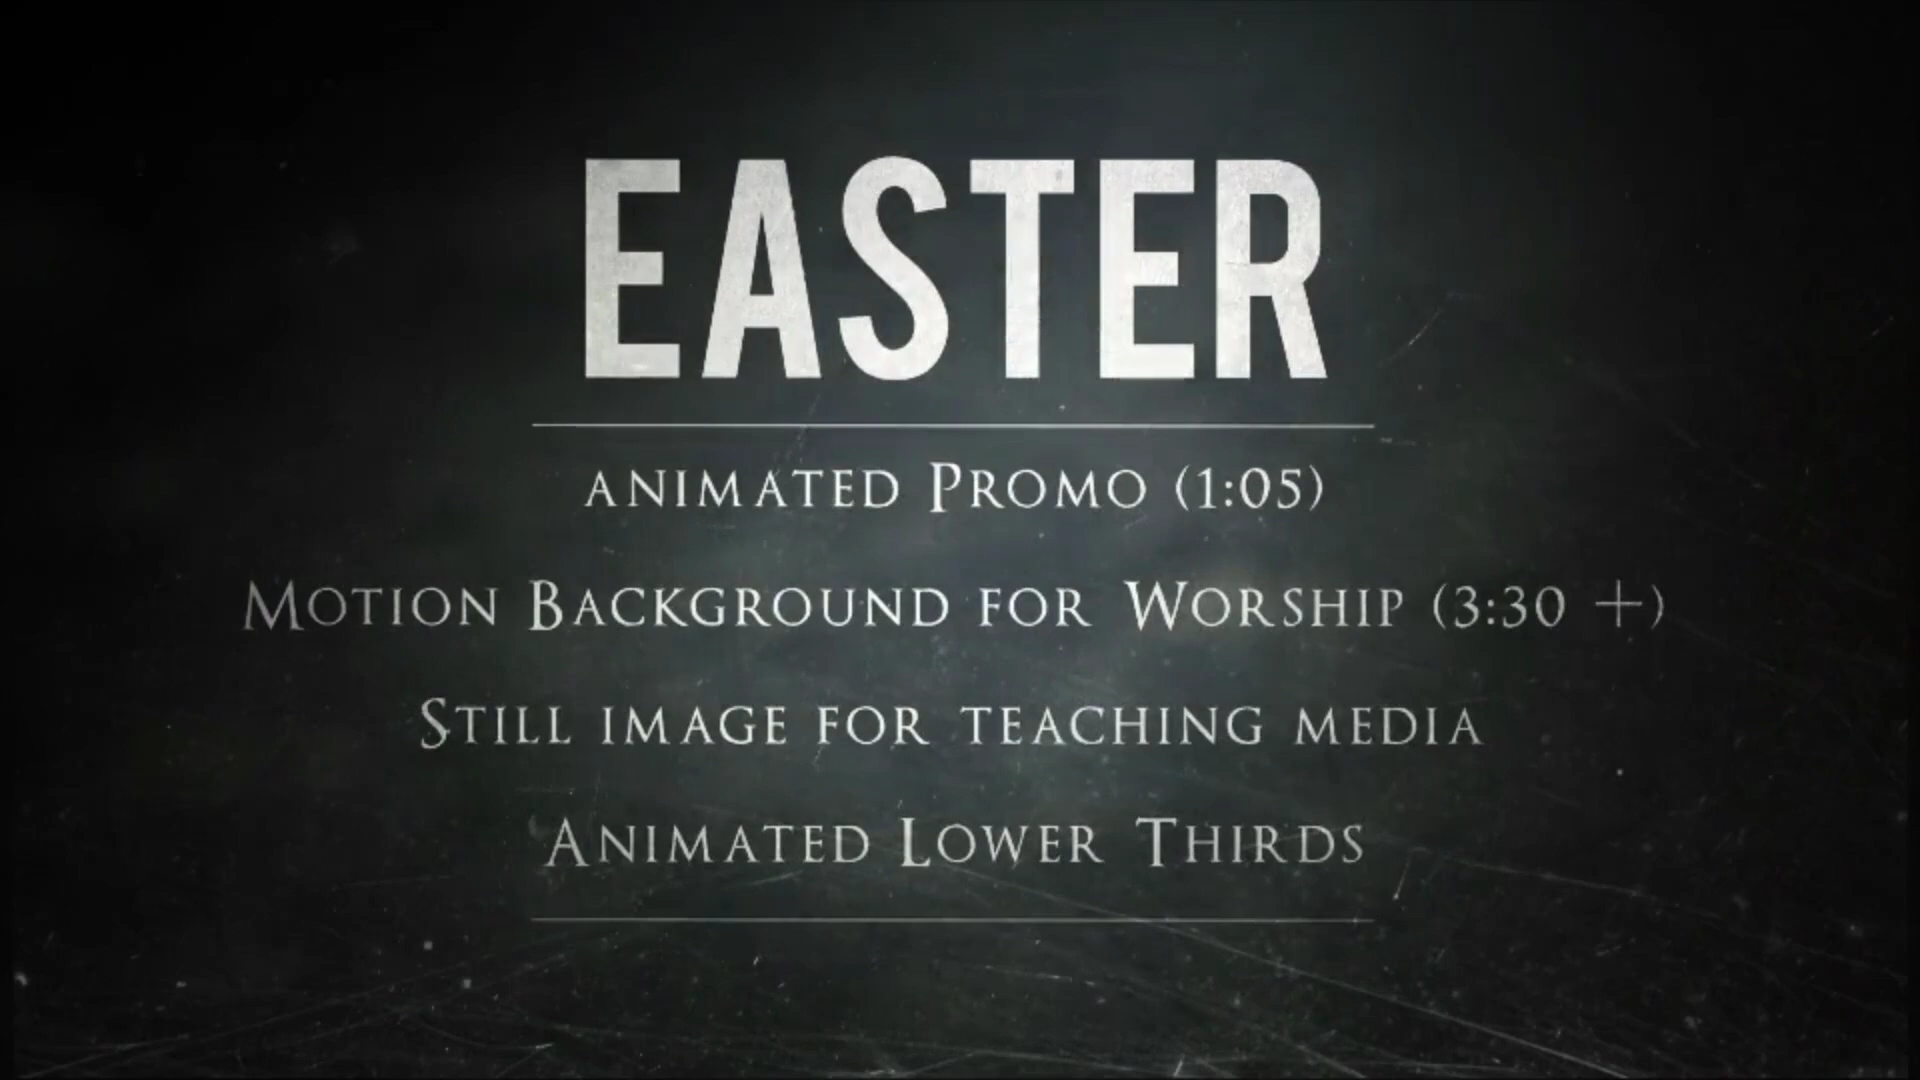 EASTER
ANIMATED PROMO (1:05)
MOTION BACKGROUND FOR WORSHIP (3:30 +)
STILL IMAGE FOR TEACHING MEDIA
ANIMATED LOWER THIRDS